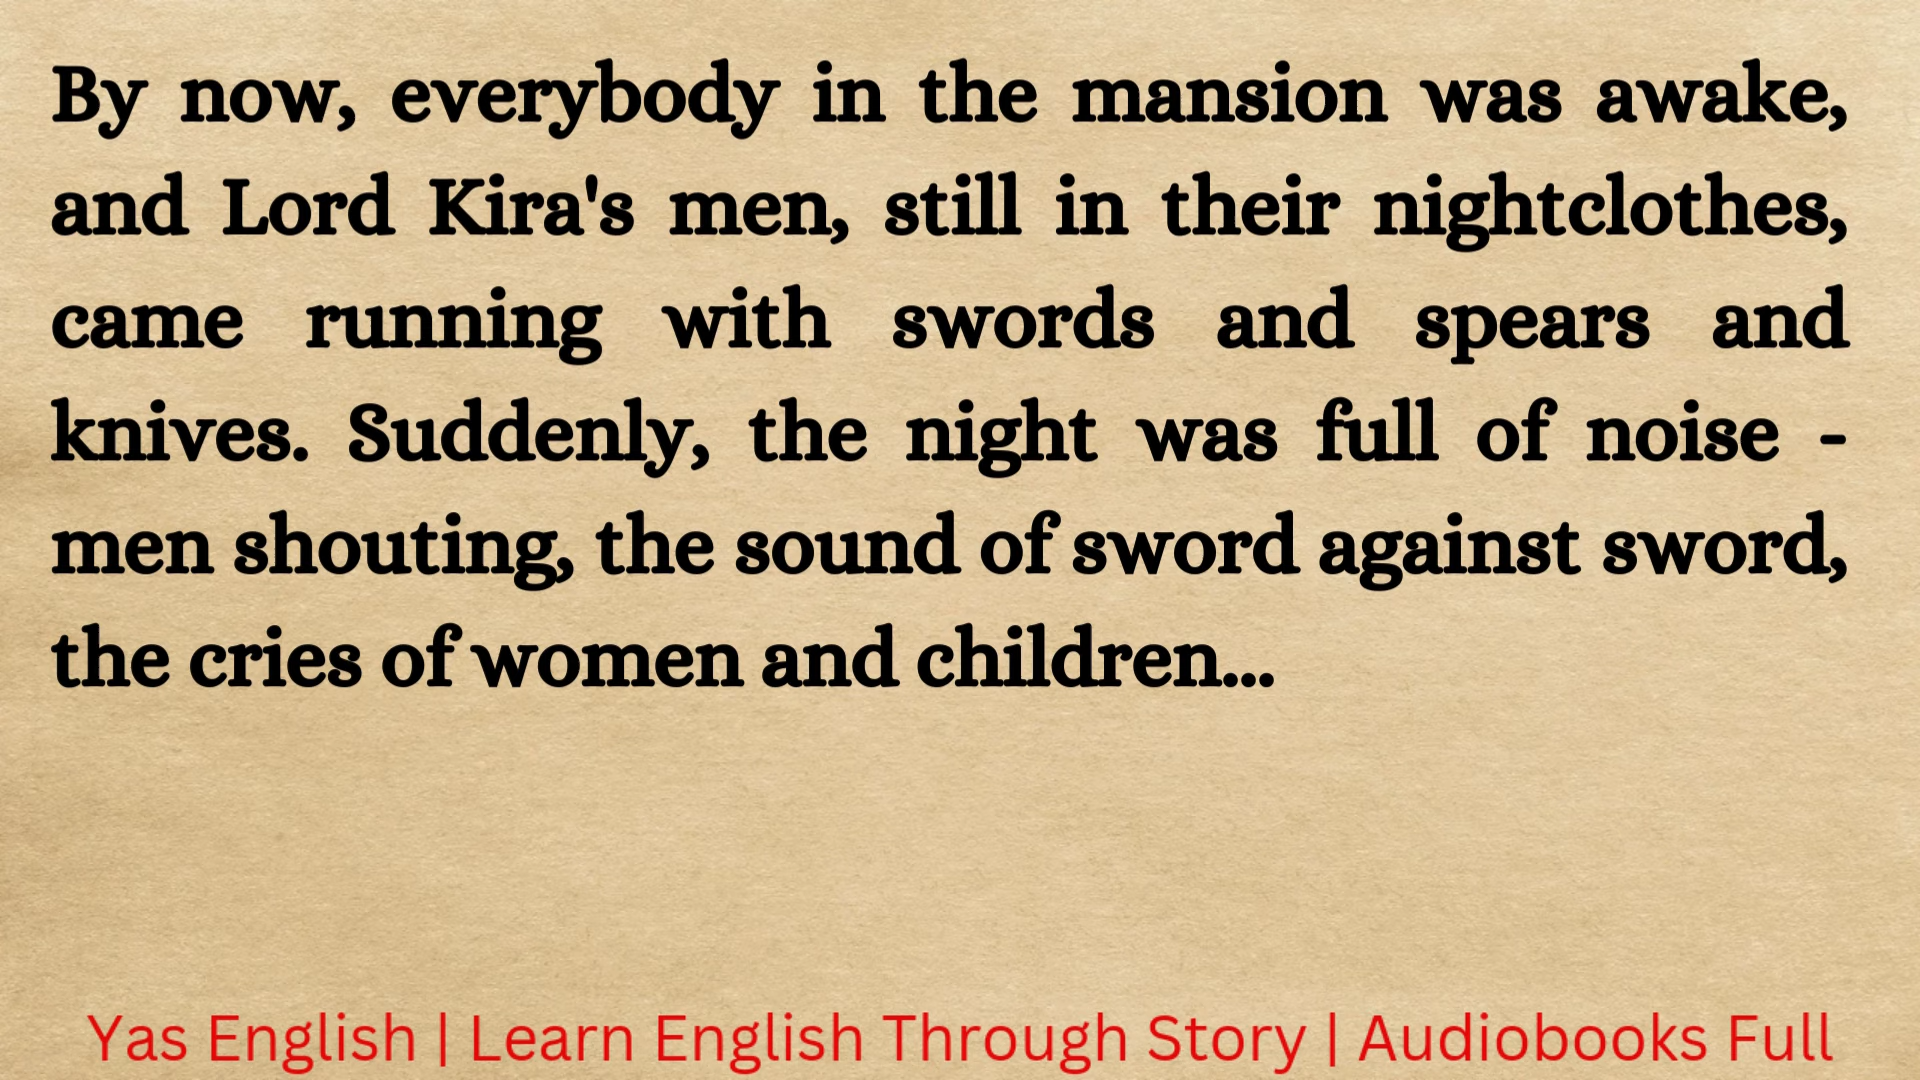 By now, everybody in the mansion was awake,
and Lord Kira's men, still in their nightclothes,
came running with swords and spears and
knives. Suddenly, the night was full of noise -
men shouting, the sound of sword against sword,
the cries of women and children...
Yas English | Learn English Through Story | Audiobooks Full